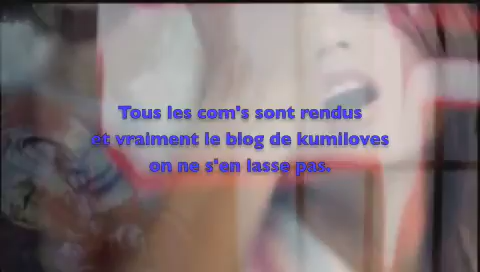 Tous les com's sont rendus
et vraiment le blog de kumiloves
on ne s'en lasse pas.